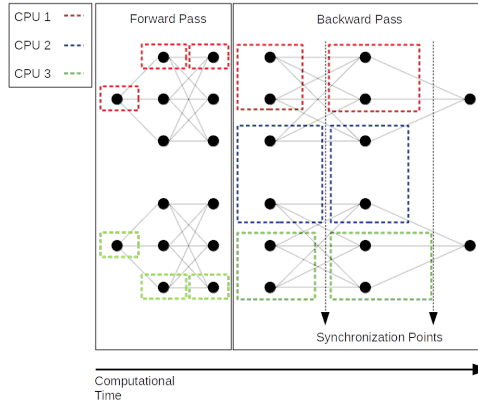 CPU 1
CPU 2
CPU 3
Forward Pass
Backward Pass
Synchronization Points
Computational
Time